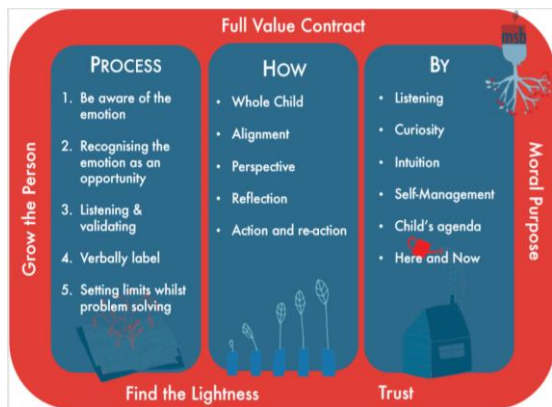 Full Value Contract
msb
PROCESS
1. Be aware of the
emotion
2. Recognising the
emotion as an
opportunity
3. Listening &
validating
4. Verbally label
5. Setting limits whilst
problem solving
HOW
• Whole Child
• Alignment
• Perspective
• Reflection
• Action and re-action
BY
• Listening
• Curiosity
• Intuition
• Self-Management
• Child's agenda
• Here and Now
Grow the Person
Moral Purpose
Find the Lightness
Trust